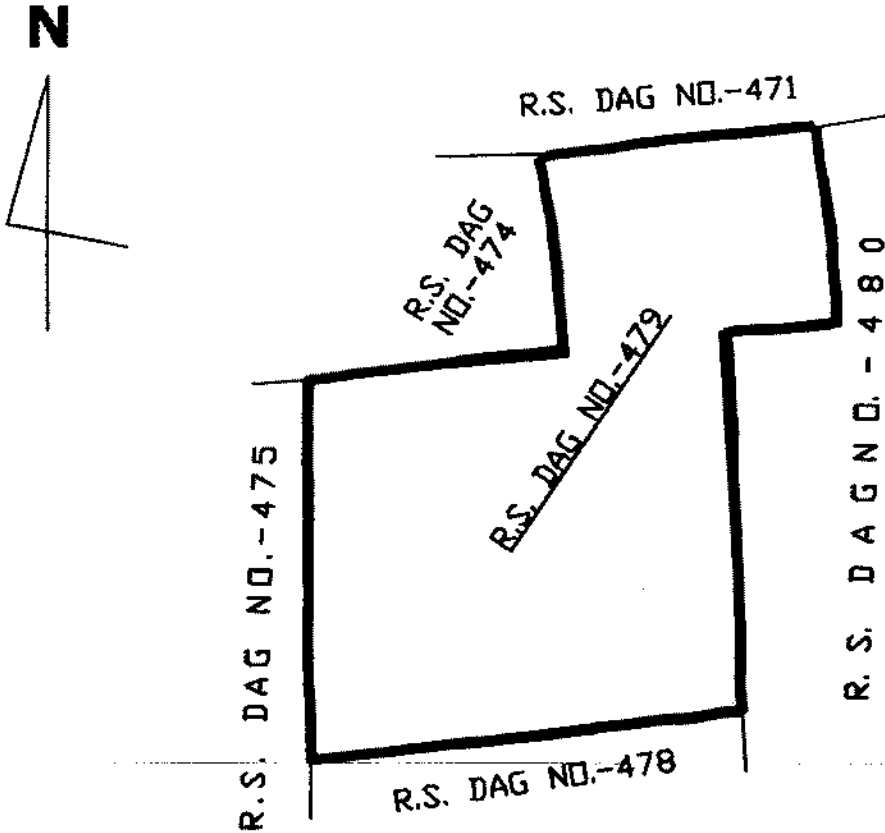 N
R.S. DAG NO.-471
R.S. DAG
NO.-474
R.S. DAG NO.-480
R.S. DAG NO.-479
R.S. DAG NO.-475
R.S. DAG NO.-478